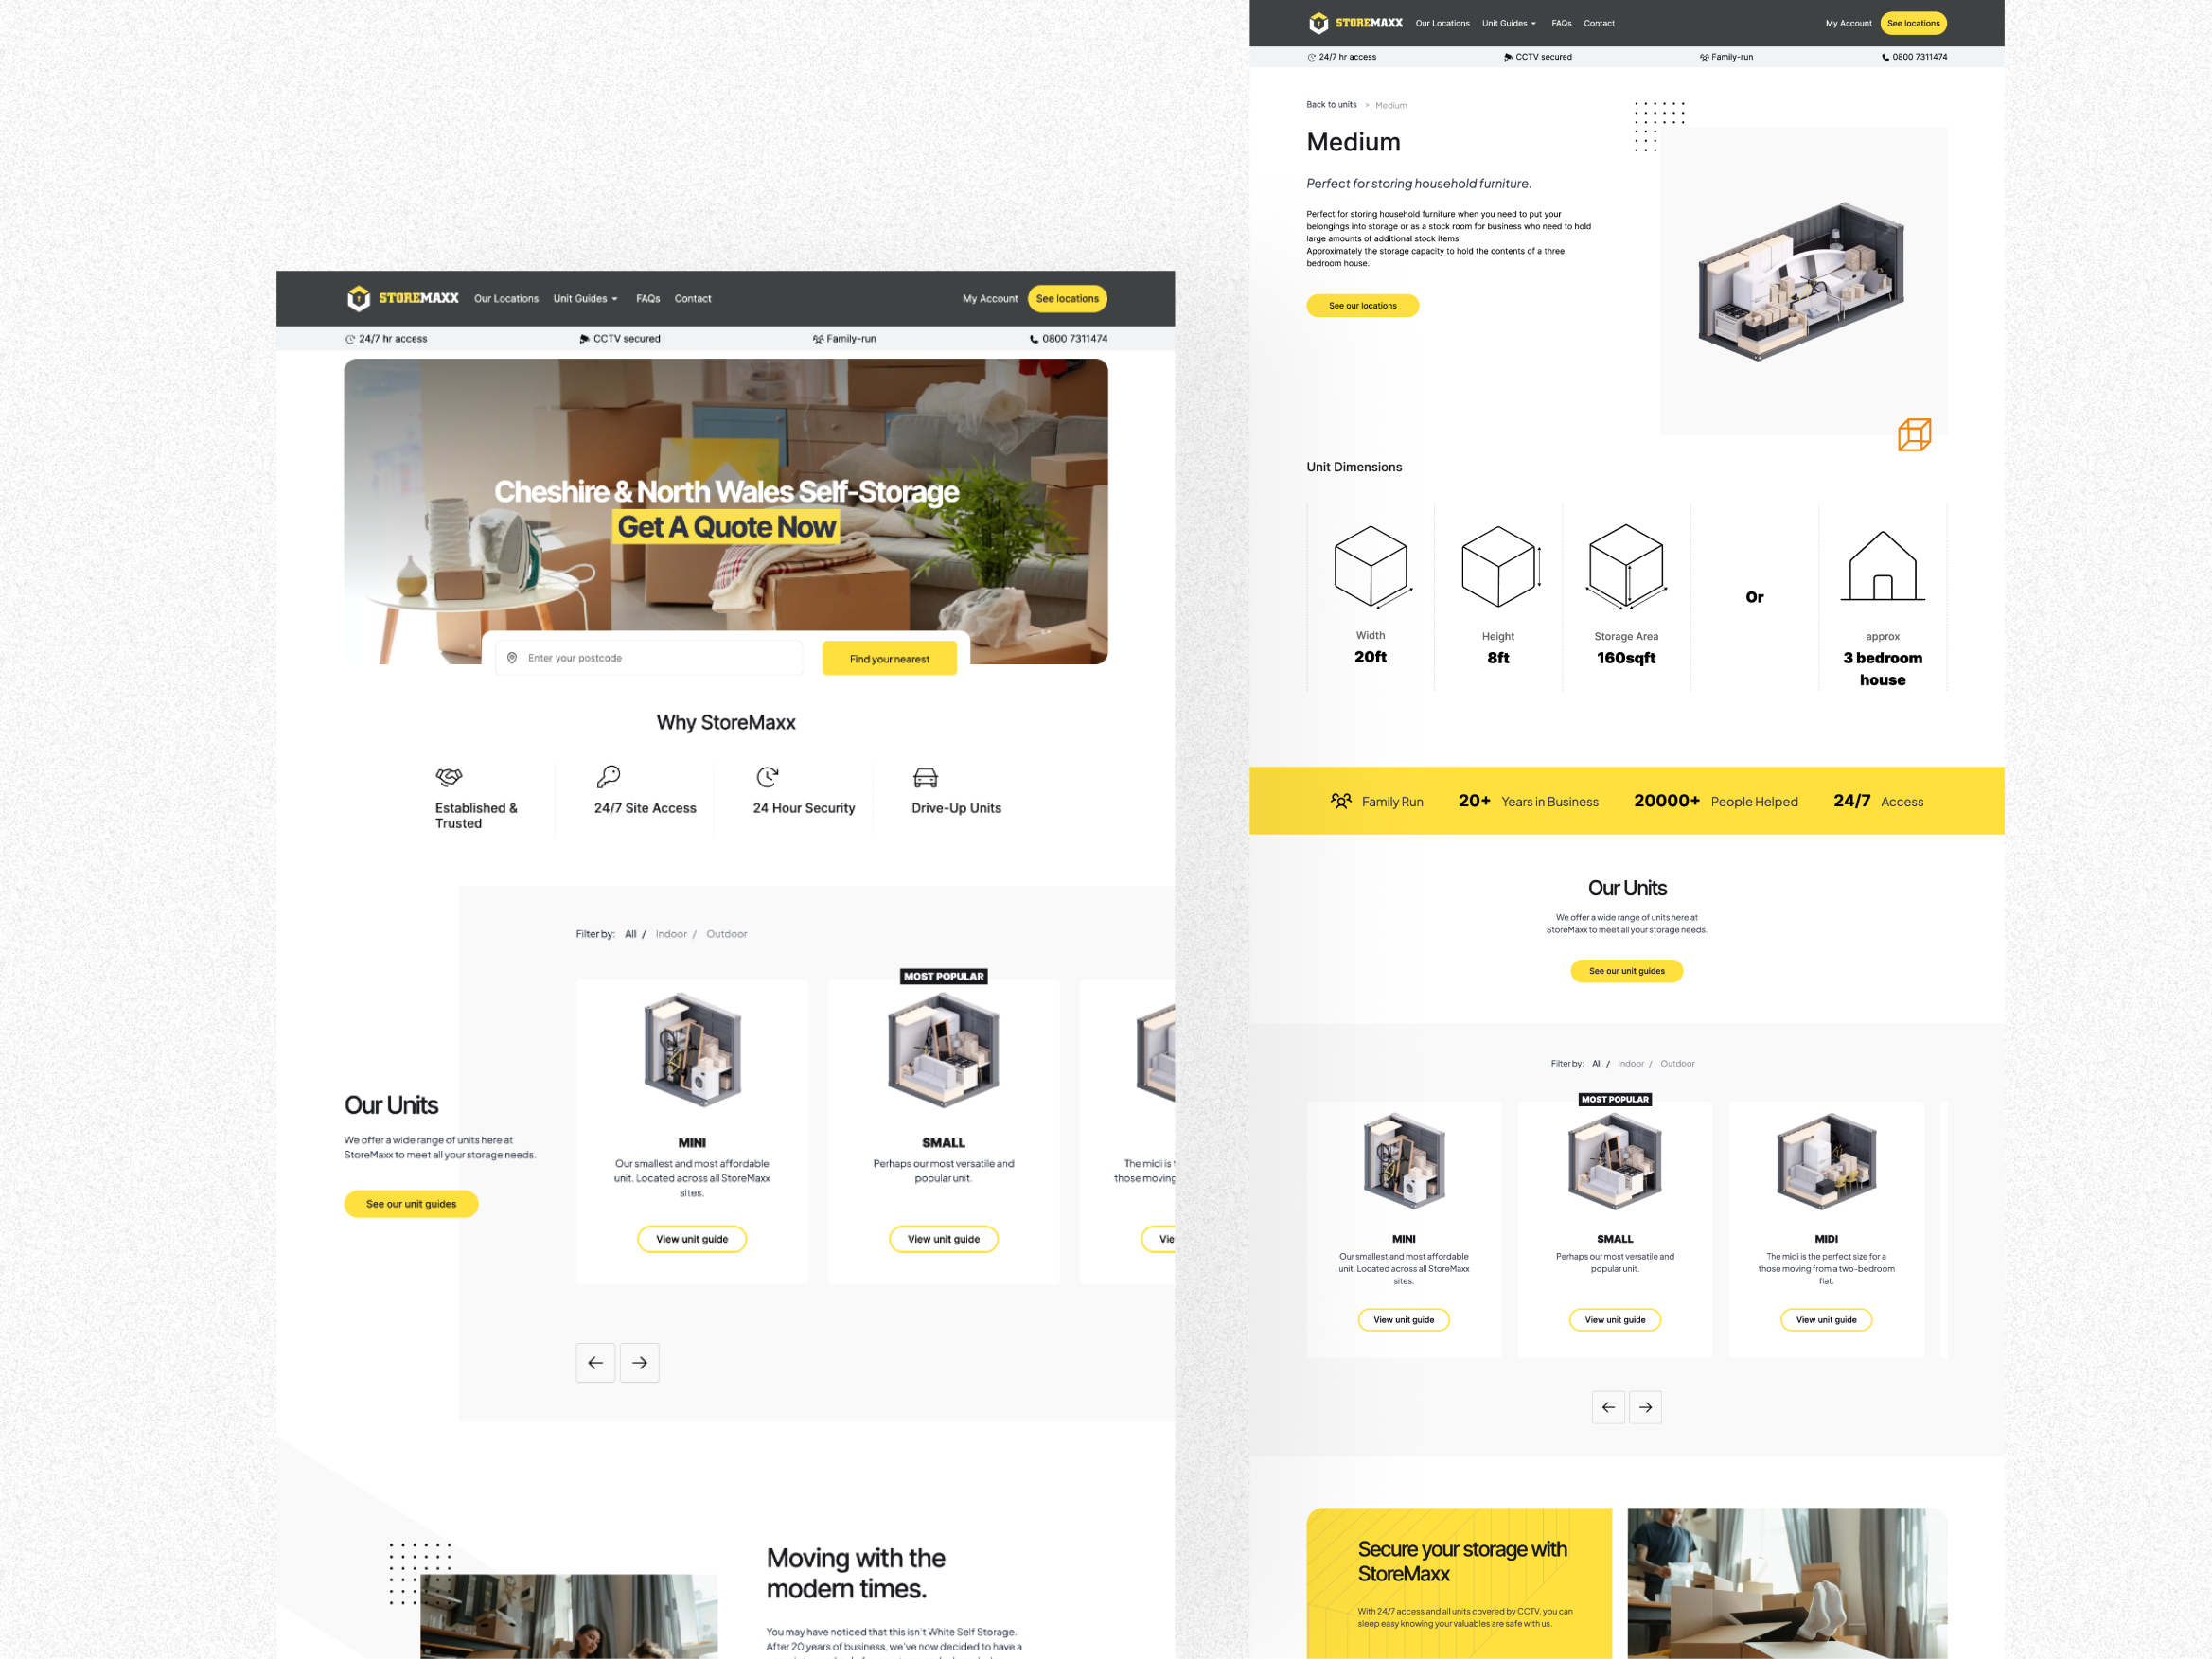 STOREMAXX
Our Locations
Unit Guides
FAQs
Contact
My Account
See locations
24/7 hr access
CCTV secured
Family-run
0800 7311474
Cheshire & North Wales Self-Storage
Get A Quote Now
Enter your postcode
Find your nearest
Why StoreMaxx
Established &
Trusted
24/7 Site Access
24 Hour Security
Drive-Up Units
Our Units
We offer a wide range of units here at
StoreMaxx to meet all your storage needs.
See our unit guides
Filter by: All / Indoor / Outdoor
MINI
Our smallest and most affordable
unit. Located across all StoreMaxx
sites.
View unit guide
MOST POPULAR
SMALL
Perhaps our most versatile and
popular unit.
View unit guide
The midi is
those moving
Vie
Moving with the
modern times.
You may have noticed that this isn't White Self Storage.
After 20 years of business, we've now decided to have a
STOREMAXX
Our Locations
Unit Guides
FAQs
Contact
My Account
See locations
24/7 hr access
CCTV secured
Family-run
0800 7311474
Back to units > Medium
Medium
Perfect for storing household furniture.
Perfect for storing household furniture when you need to put your
belongings into storage or as a stock room for business who need to hold
large amounts of additional stock items.
Approximately the storage capacity to hold the contents of a three
bedroom house.
See our locations
Unit Dimensions
Width
20ft
Height
8ft
Storage Area
160sqft
Or
approx
3 bedroom
house
Family Run
20+ Years in Business
20000+ People Helped
24/7 Access
Our Units
We offer a wide range of units here at
StoreMaxx to meet all your storage needs.
See our unit guides
Filter by: All / Indoor / Outdoor
MINI
Our smallest and most affordable
unit. Located across all StoreMaxx
sites.
View unit guide
MOST POPULAR
SMALL
Perhaps our most versatile and
popular unit.
View unit guide
MIDI
The midi is the perfect size for a
those moving from a two-bedroom
flat.
View unit guide
Secure your storage with
StoreMaxx
With 24/7 access and all units covered by CCTV, you can
sleep easy knowing your valuables are safe with us.